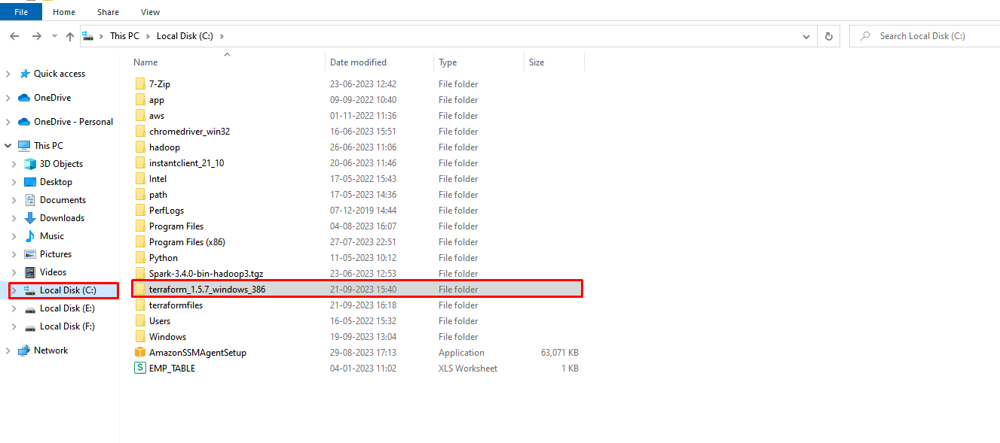 File Home Share View
This PC Local Disk (C:) Search Local Disk (C:)
Name Date modified Type Size
Quick access
OneDrive
OneDrive - Personal
This PC
3D Objects
Desktop
Documents
Downloads
Music
Pictures
Videos
Local Disk (C:)
Local Disk (E:)
Local Disk (F:)
Network
7-Zip 23-06-2023 12:42 File folder
app 09-09-2022 10:40 File folder
aws 01-11-2022 11:36 File folder
chromedriver_win32 16-06-2023 15:51 File folder
hadoop 26-06-2023 11:06 File folder
instantclient_21_10 20-06-2023 11:46 File folder
Intel 17-05-2022 15:43 File folder
path 17-05-2023 14:36 File folder
PerfLogs 07-12-2019 14:44 File folder
Program Files 04-08-2023 16:07 File folder
Program Files (x86) 27-07-2023 22:51 File folder
Python 11-05-2023 10:12 File folder
Spark-3.4.0-bin-hadoop3.tgz 23-06-2023 12:53 File folder
terraform_1.5.7_windows_386 21-09-2023 15:40 File folder
terraformfiles 21-09-2023 16:18 File folder
Users 16-05-2022 15:32 File folder
Windows 19-09-2023 13:04 File folder
AmazonSSMAgentSetup 29-08-2023 17:13 Application 63,071 KB
S EMP_TABLE 04-01-2023 11:02 XLS Worksheet 1 KB